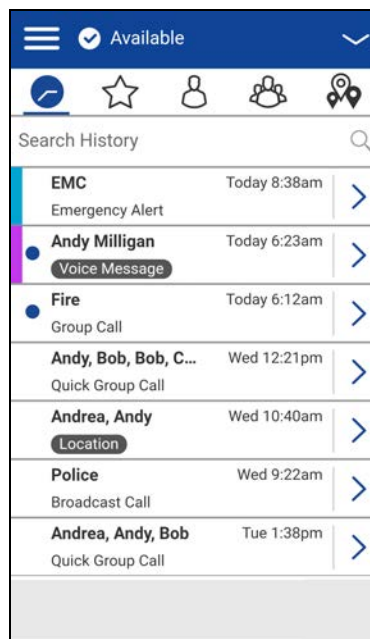 Available
Search History
EMC Today 8:38am
Emergency Alert
Andy Milligan Today 6:23am
Voice Message
Fire Today 6:12am
Group Call
Andy, Bob, Bob, C... Wed 12:21pm
Quick Group Call
Andrea, Andy Wed 10:40am
Location
Police Wed 9:22am
Broadcast Call
Andrea, Andy, Bob Tue 1:38pm
Quick Group Call